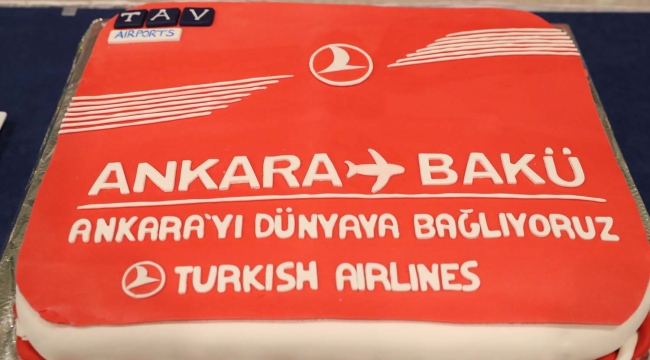 TAV
AIRPORTS
ANKARA BAKÜ
ANKARA'YI DÜNYAYA BAĞLIYORUZ
TURKISH AIRLINES